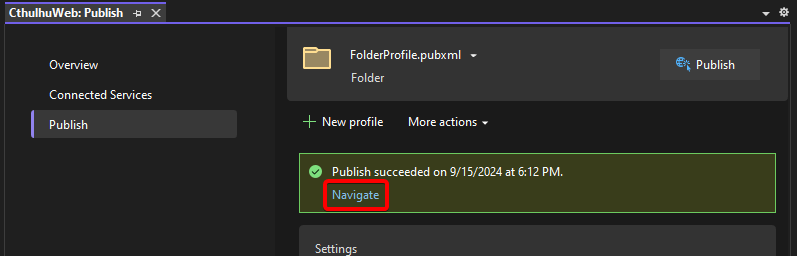 CthulhuWeb: Publish
Overview
Connected Services
Publish
FolderProfile.pubxml
Folder
Publish
New profile
More actions
Publish succeeded on 9/15/2024 at 6:12 PM.
Navigate
Settings